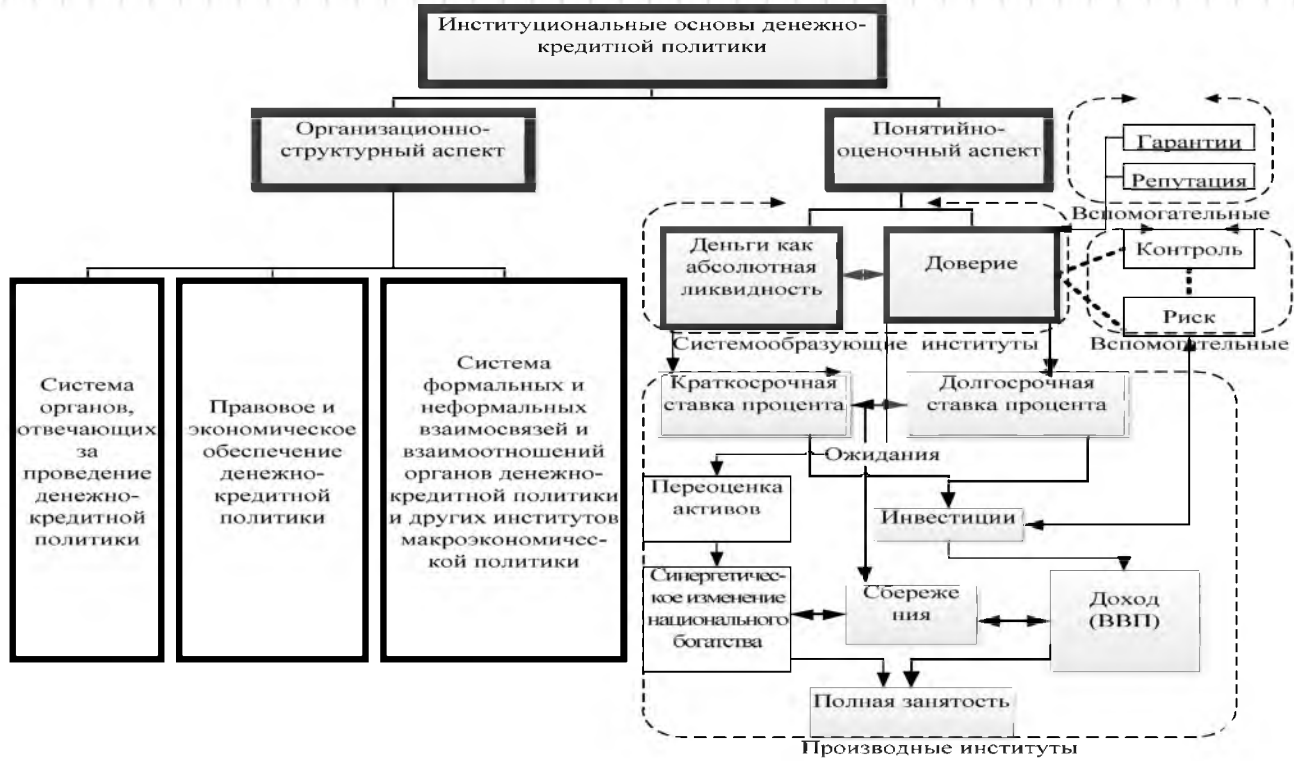 Институциональные основы денежно-
кредитной политики
Организационно-
структурный аспект
Понятийно-
оценочный аспект
Гарантии
Репутация
Вспомогательные
Деньги как
абсолютная
ликвидность
Доверие
Контроль
Риск
Системообразующие институты
Вспомогательные
Система
органов,
отвечающих
за
проведение
денежно-
кредитной
политики
Правовое и
экономическое
обеспечение
денежно-
кредитной
политики
Система
формальных и
неформальных
взаимосвязей и
взаимоотношений
органов денежно-
кредитной политики
и других институтов
макроэкономичес-
кой политики
Краткосрочная
ставка процента
Долгосрочная
ставка процента
Ожидания
Переоценка
активов
Инвестиции
Синергетичес-
кое изменение
национального
богатства
Сбереже
ния
Доход
(ВВП)
Полная занятость
Производные институты